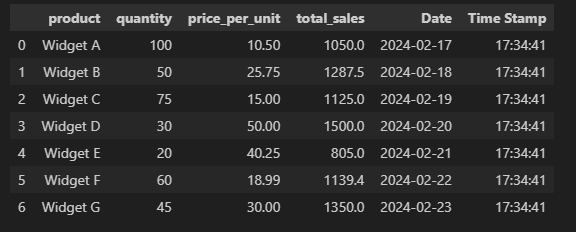 product quantity price_per_unit total_sales Date Time Stamp
0 Widget A 100 10.50 1050.0 2024-02-17 17:34:41
1 Widget B 50 25.75 1287.5 2024-02-18 17:34:41
2 Widget C 75 15.00 1125.0 2024-02-19 17:34:41
3 Widget D 30 50.00 1500.0 2024-02-20 17:34:41
4 Widget E 20 40.25 805.0 2024-02-21 17:34:41
5 Widget F 60 18.99 1139.4 2024-02-22 17:34:41
6 Widget G 45 30.00 1350.0 2024-02-23 17:34:41